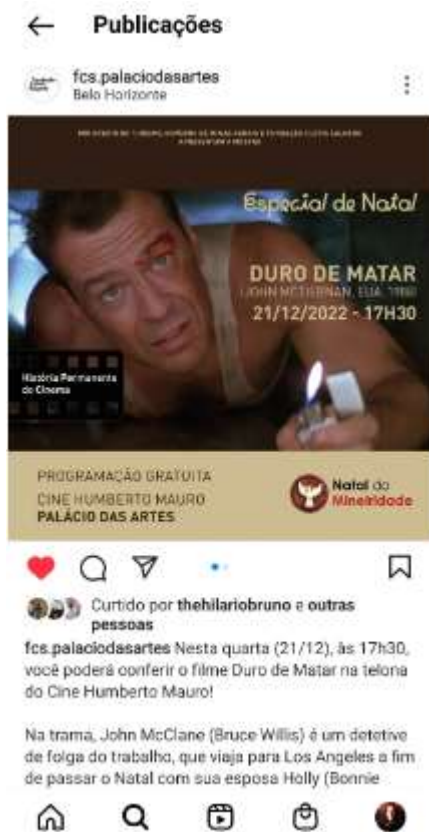 Publicações
fcs.palaciodasartes
Belo Horizonte
Especial de Natal
DURO DE MATAR
(JOHN MCTIERNAN, EUA, 1988)
21/12/2022 - 17H30
História Permanente
do Cinema
PROGRAMAÇÃO GRATUITA
CINE HUMBERTO MAURO
PALÁCIO DAS ARTES
Natal da
Mineiridade
Curtido por thehilariobruno e outras
pessoas
fcs.palaciodasartes Nesta quarta (21/12), às 17h30,
você poderá conferir o filme Duro de Matar na telona
do Cine Humberto Mauro!
Na trama, John McClane (Bruce Willis) é um detetive
de folga do trabalho, que viaja para Los Angeles a fim
de passar o Natal com sua esposa Holly (Bonnie